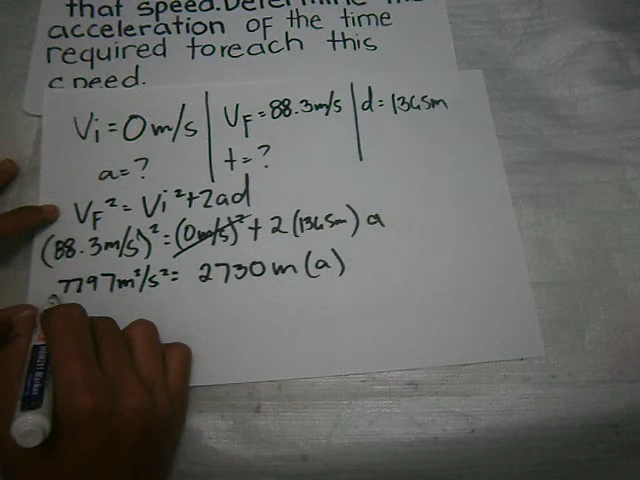 that speed. Determine the
acceleration of the time
required to reach this
speed.
Vi = 0 m/s | VF = 88.3 m/s | d = 1365m
a = ? t = ?
VF² = Vi² + 2ad
(88.3 m/s)² = (0 m/s)² + 2 (1365m) a
7797 m²/s² = 2730 m (a)